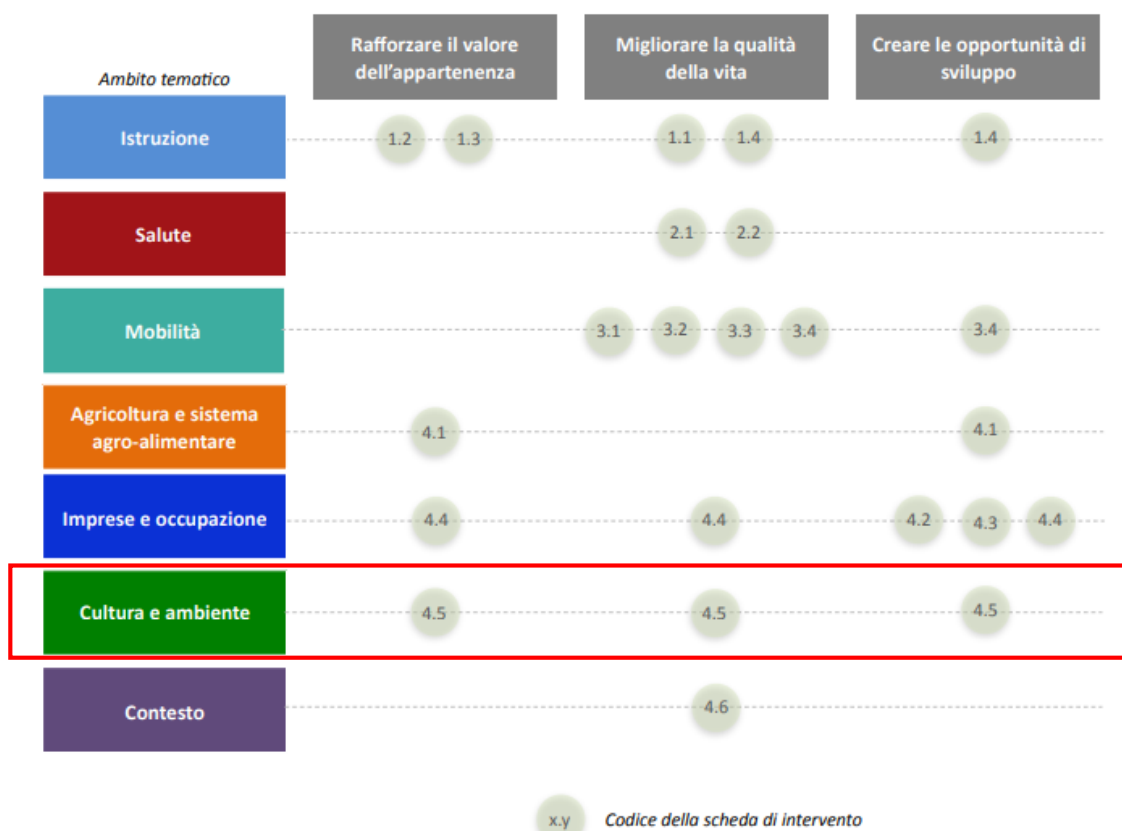 Rafforzare il valore
dell'appartenenza
Migliorare la qualità
della vita
Creare le opportunità di
sviluppo
Ambito tematico
Istruzione
1.2 1.3 1.1 1.4 1.4
Salute
2.1 2.2
Mobilità
3.1 3.2 3.3 3.4 3.4
Agricoltura e sistema
agro-alimentare
4.1 4.1
Imprese e occupazione
4.4 4.4 4.2 4.3 4.4
Cultura e ambiente
4.5 4.5 4.5
Contesto
4.6
x.y Codice della scheda di intervento